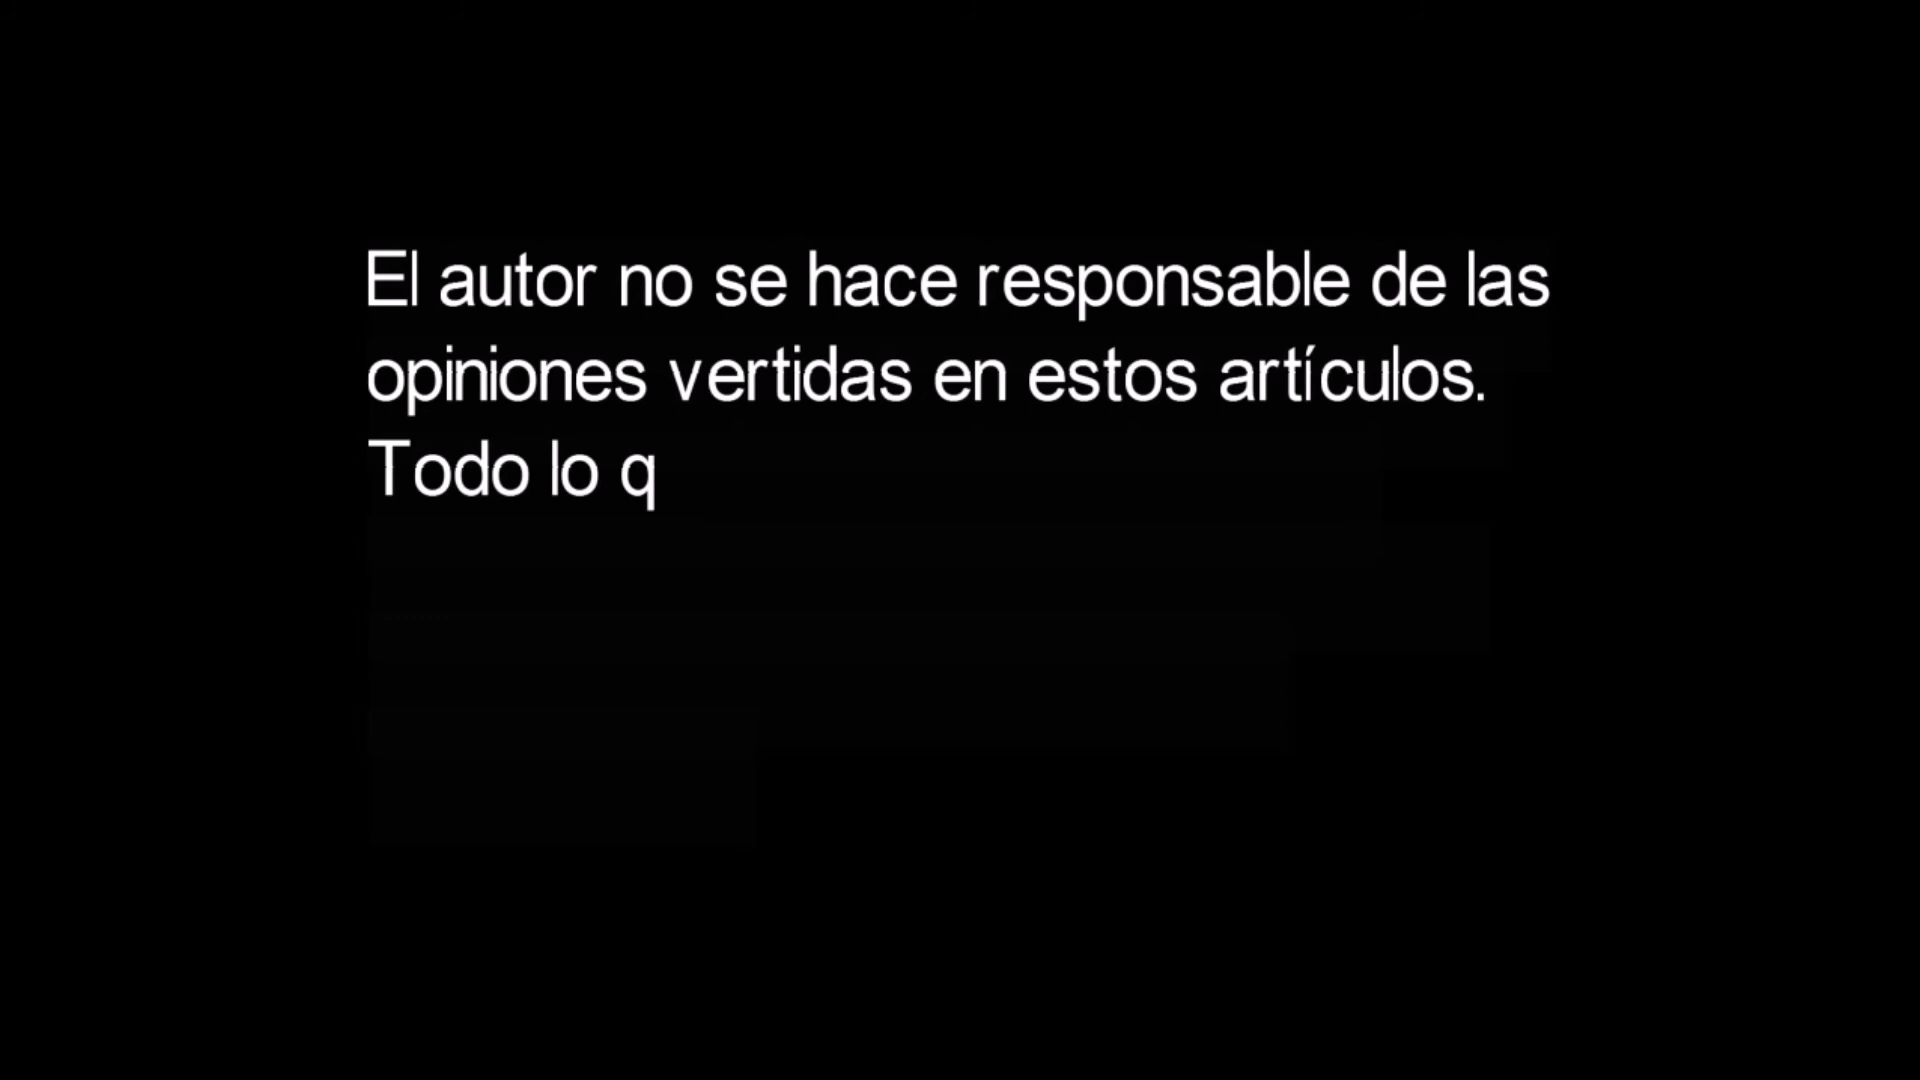 El autor no se hace responsable de las
opiniones vertidas en estos artículos.
Todo lo q